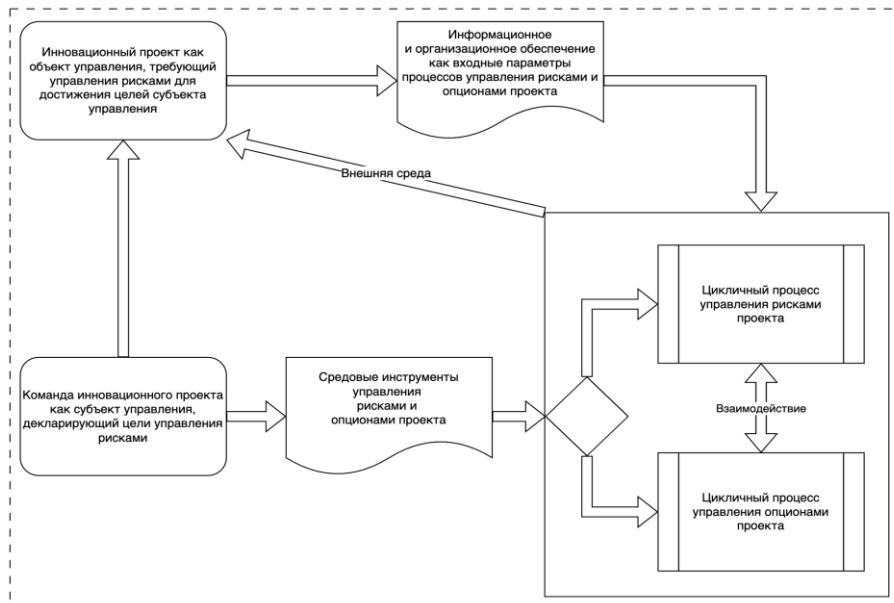 Инновационный проект как
объект управления, требующий
управления рисками для
достижения целей субъекта
управления
Информационное
и организационное обеспечение
как входные параметры
процессов управления рисками и
опционами проекта
Внешняя среда
Цикличный процесс
управления рисками
проекта
Команда инновационного проекта
как субъект управления,
декларирующий цели управления
рисками
Средовые инструменты
управления
рисками и
опционами проекта
Взаимодействие
Цикличный процесс
управления опционами
проекта